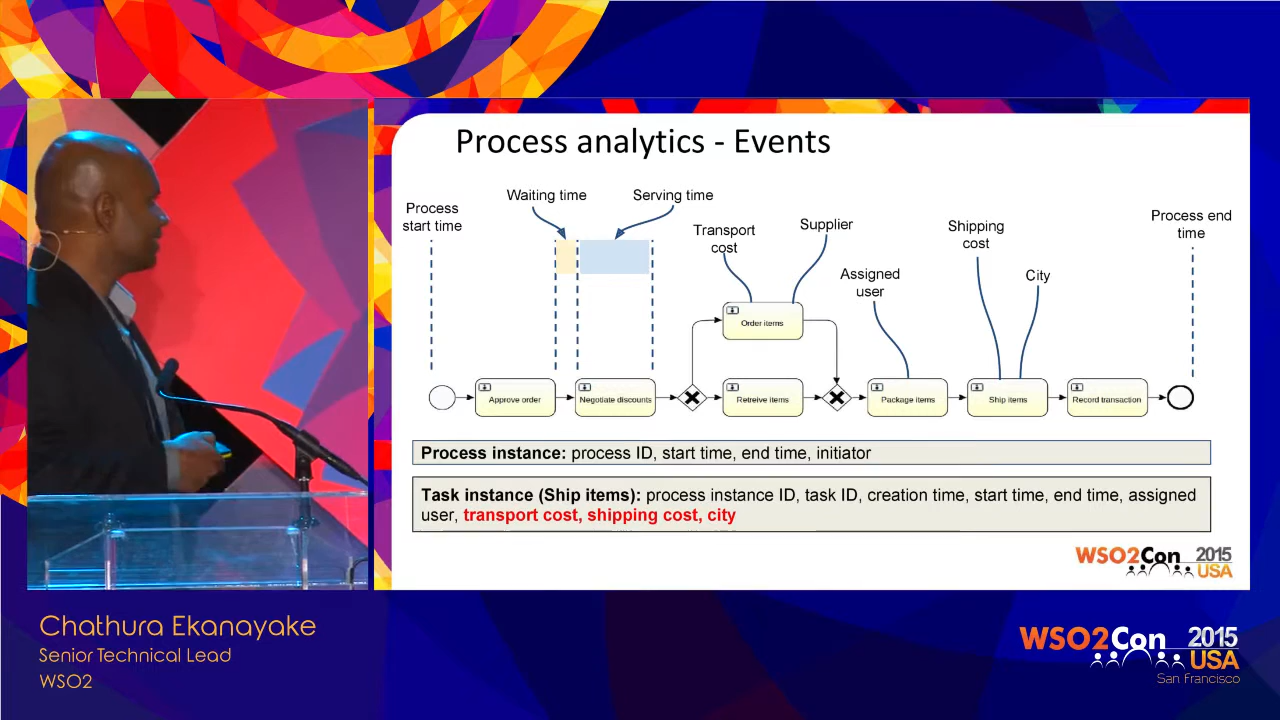 Process analytics - Events
Waiting time
Serving time
Process
start time
Transport
cost
Supplier
Shipping
cost
Process end
time
Assigned
user
City
Order items
Approve order
Negotiate discounts
Retreive items
Package items
Ship items
Record transaction
Process instance: process ID, start time, end time, initiator
Task instance (Ship items): process instance ID, task ID, creation time, start time, end time, assigned
user, transport cost, shipping cost, city
WSO2Con 2015
USA
Chathura Ekanayake
Senior Technical Lead
WSO2
WSO2Con 2015
USA
San Francisco